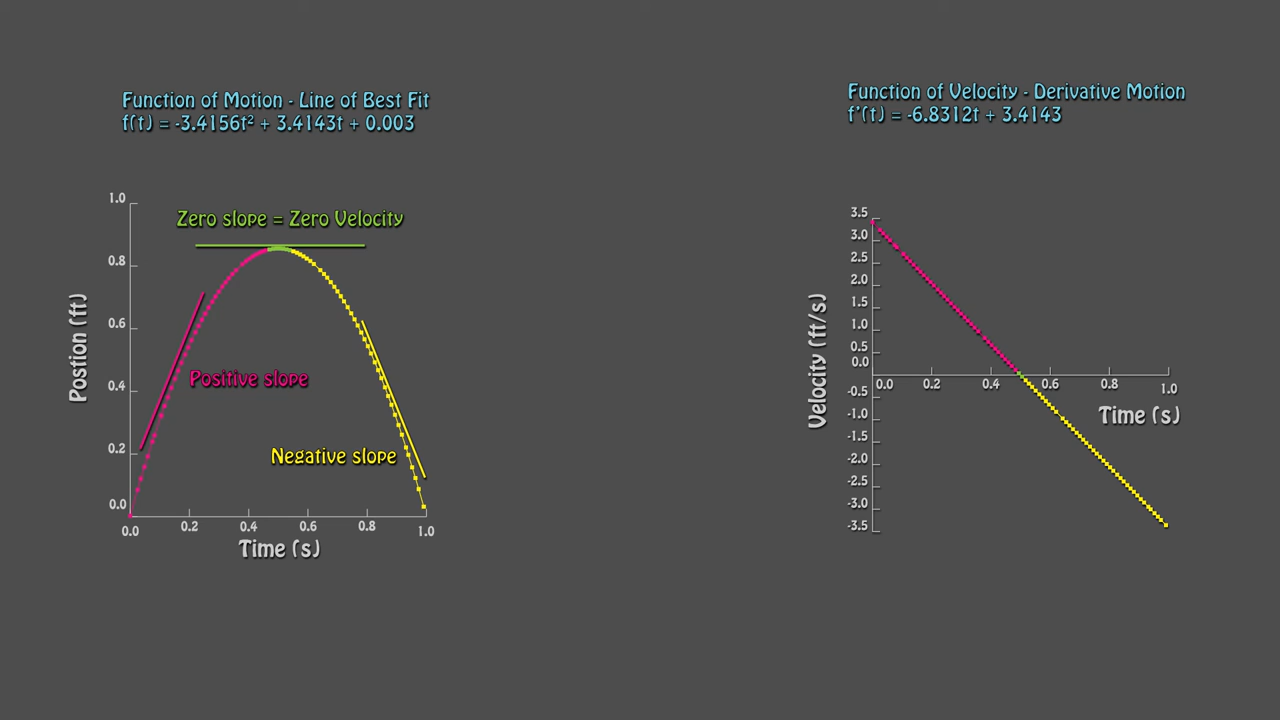 Function of Motion - Line of Best Fit
f(t) = -3.4156t² + 3.4143t + 0.003
Function of Velocity - Derivative Motion
f'(t) = -6.8312t + 3.4143
1.0
Zero slope = Zero Velocity
0.8
0.6
Postion (ft)
0.4
Positive slope
0.2
Negative slope
0.0
0.0 0.2 0.4 0.6 0.8 1.0
Time (s)
3.5
3.0
2.5
2.0
1.5
1.0
0.5
0.0
Velocity (ft/s)
0.0 0.2 0.4 0.6 0.8 1.0
Time (s)
-0.5
-1.0
-1.5
-2.0
-2.5
-3.0
-3.5